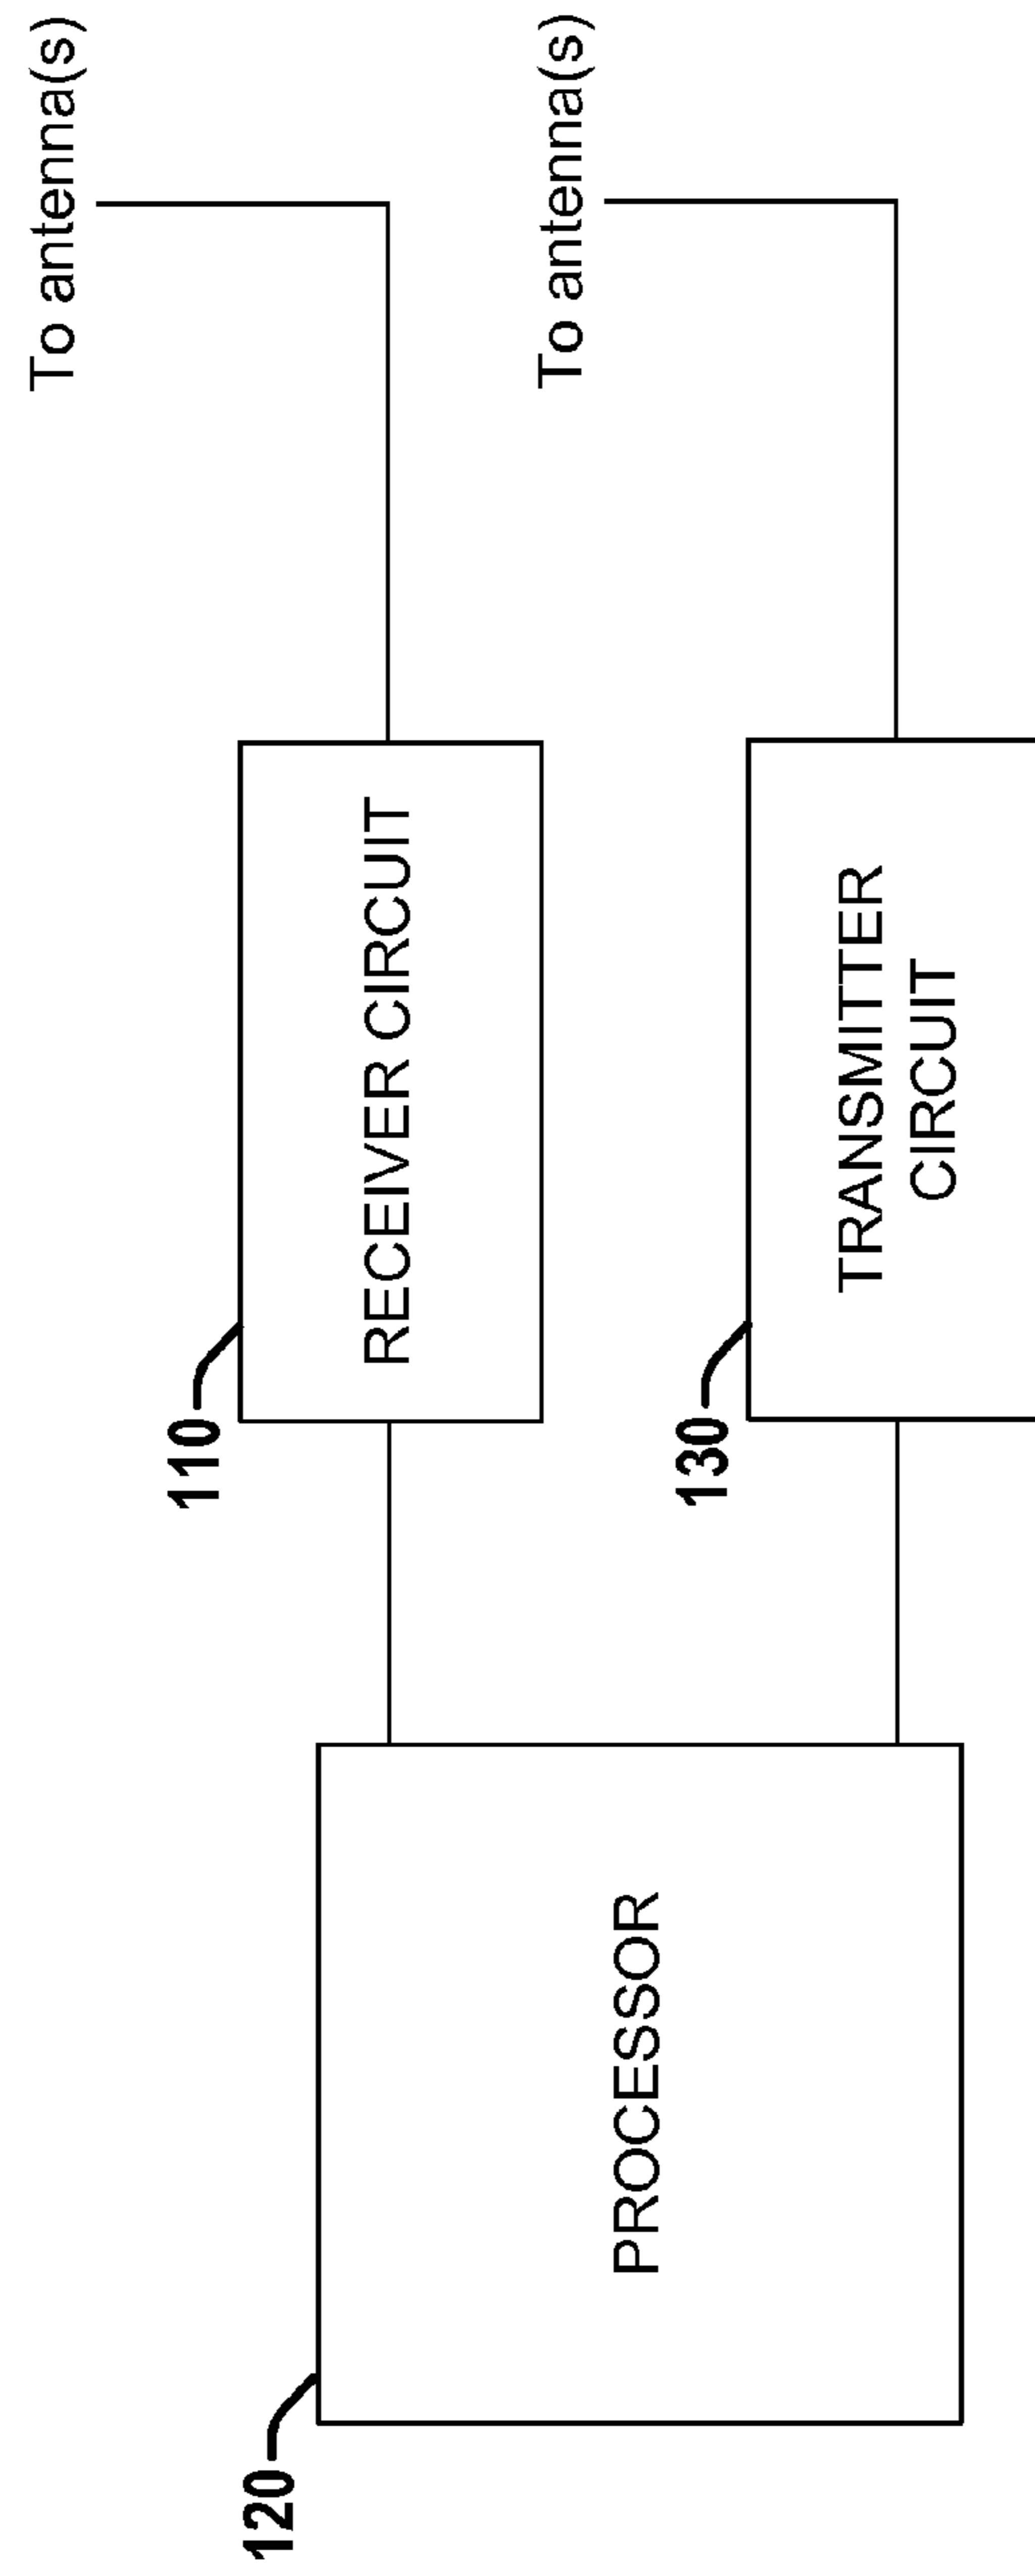 To antenna(s)
110
RECEIVER CIRCUIT
120
PROCESSOR
To antenna(s)
130
TRANSMITTER
CIRCUIT